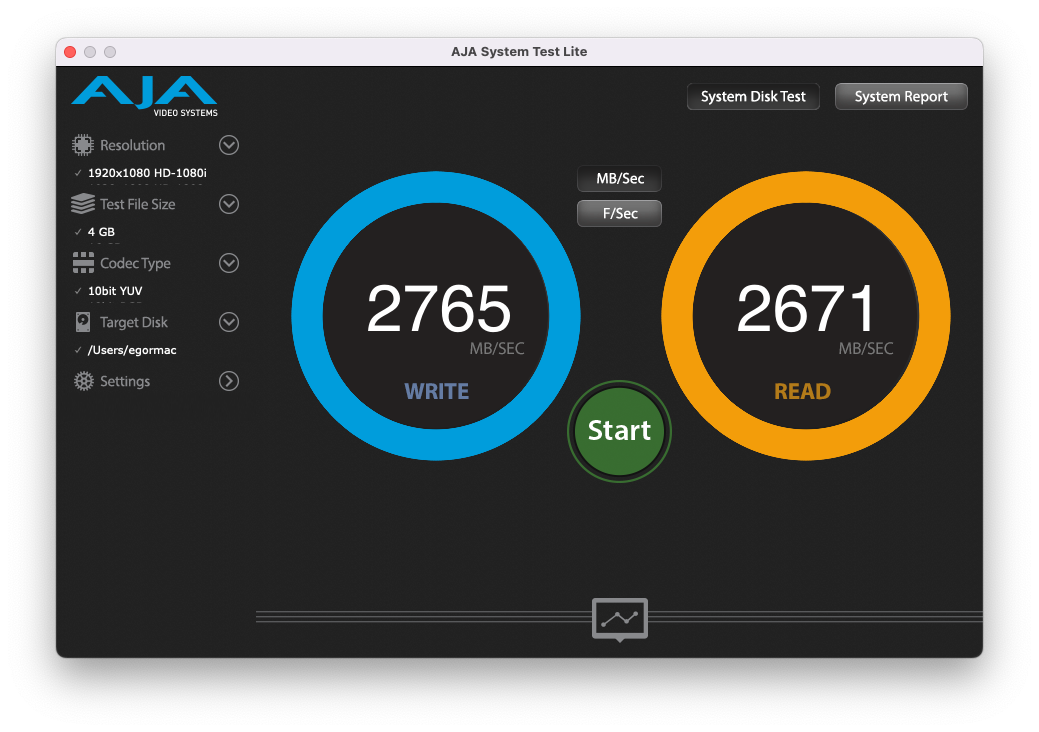 AJA System Test Lite
AJA
VIDEO SYSTEMS
System Disk Test
System Report
Resolution
1920x1080 HD-1080i
Test File Size
4 GB
Codec Type
10bit YUV
Target Disk
/Users/egormac
Settings
MB/Sec
F/Sec
2765
MB/SEC
WRITE
2671
MB/SEC
READ
Start